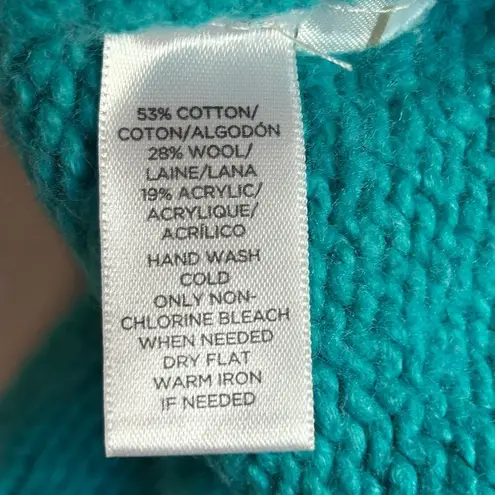 53% COTTON/
COTON/ALGODÓN
28% WOOL/
LAINE/LANA
19% ACRYLIC/
ACRYLIQUE/
ACRÍLICO
HAND WASH
COLD
ONLY NON-
CHLORINE BLEACH
WHEN NEEDED
DRY FLAT
WARM IRON
IF NEEDED